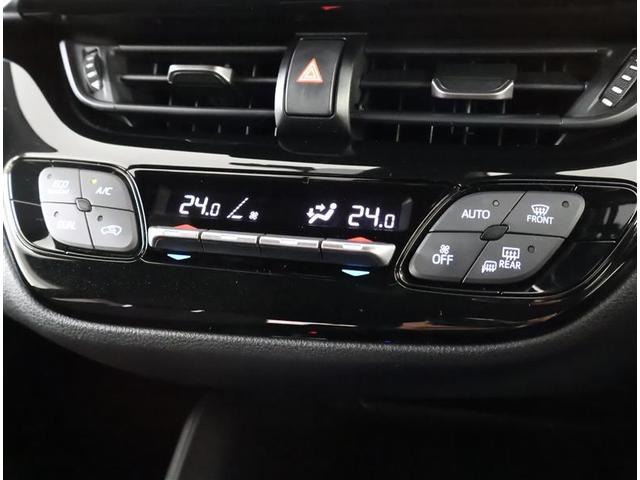 ECO
A/C
DUAL
24.0
24.0
AUTO
FRONT
OFF
REAR